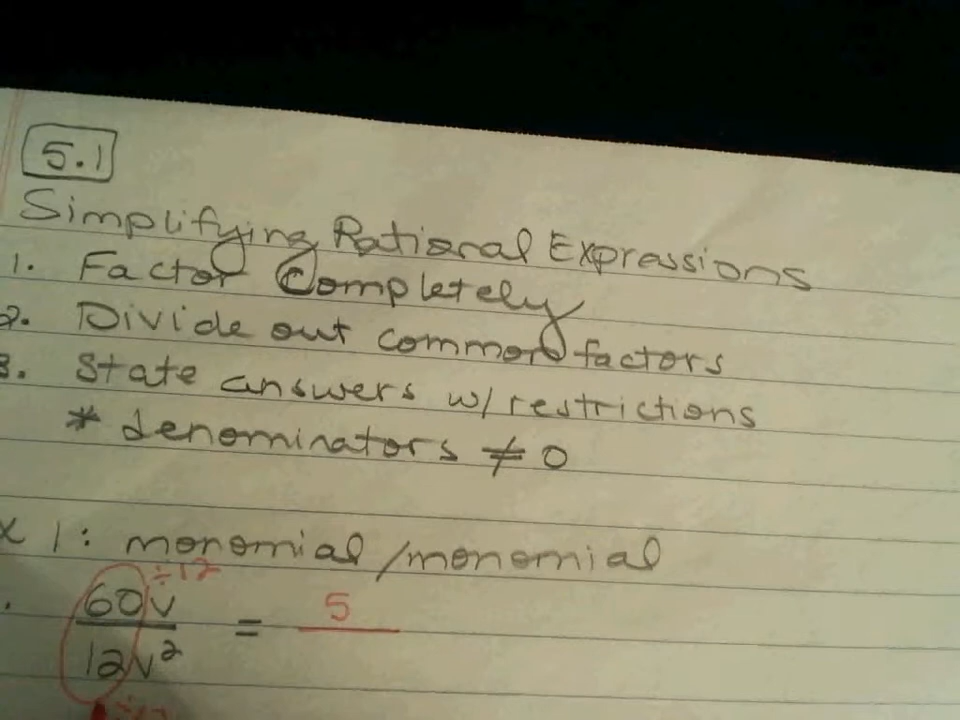 5.1
Simplifying Rational Expressions
1. Factor Completely
2. Divide out common factors
3. State answers w/ restrictions
* denominators ≠ 0
x 1: monomial/monomial
÷12
60v
12v² = 5